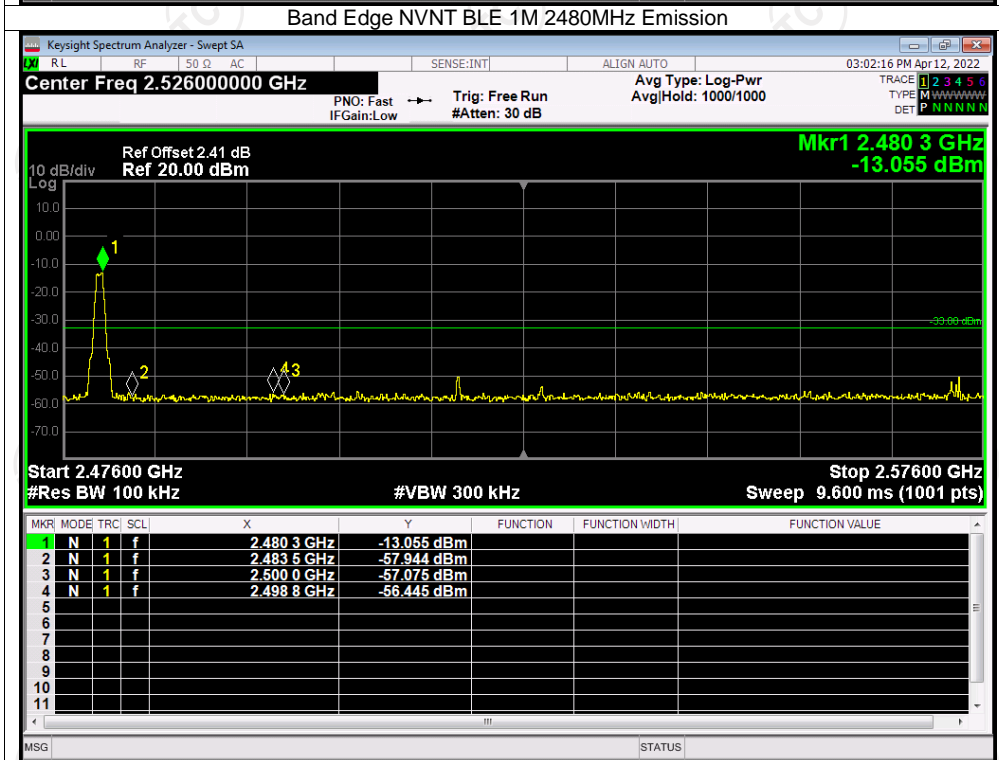 Band Edge NVNT BLE 1M 2480MHz Emission
Keysight Spectrum Analyzer - Swept SA
LXI RL RF 50 Ω AC SENSE:INT ALIGN AUTO 03:02:16 PM Apr 12, 2022
Center Freq 2.526000000 GHz Avg Type: Log-Pwr TRACE 1 2 3 4 5 6
PNO: Fast Trig: Free Run Avg|Hold: 1000/1000 TYPE M W W W W W
IFGain:Low #Atten: 30 dB DET P N N N N N
Mkr1 2.480 3 GHz
Ref Offset 2.41 dB
10 dB/div Ref 20.00 dBm -13.055 dBm
Log
10.0
0.00
1
-10.0
-20.0
-30.0
-33.00 dBm
-40.0
2 4 3
-50.0
-60.0
-70.0
Start 2.47600 GHz Stop 2.57600 GHz
#Res BW 100 kHz #VBW 300 kHz Sweep 9.600 ms (1001 pts)
MKR MODE TRC SCL X Y FUNCTION FUNCTION WIDTH FUNCTION VALUE
1 N 1 f 2.480 3 GHz -13.055 dBm
2 N 1 f 2.483 5 GHz -57.944 dBm
3 N 1 f 2.500 0 GHz -57.075 dBm
4 N 1 f 2.498 8 GHz -56.445 dBm
5
6
7
8
9
10
11
MSG STATUS